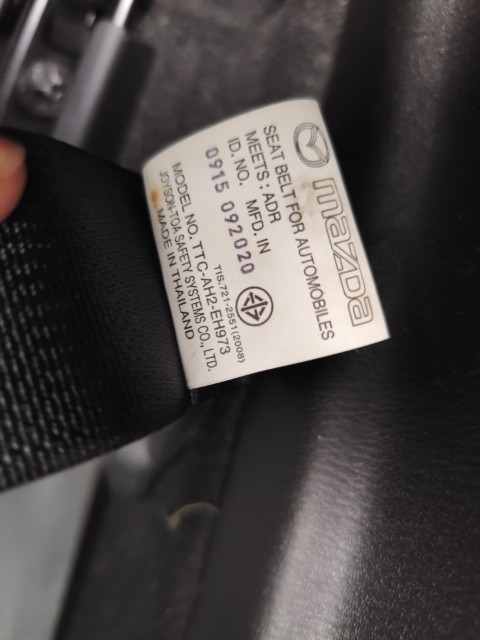 mazda
SEAT BELT FOR AUTOMOBILES
MEETS : ADR
ID. NO. MFD. IN
0915 092020
TIS.721-2551(2008)
MODEL NO. TTC-AH2-EH973
JOYSON-TOA SAFETY SYSTEMS CO., LTD.
MADE IN THAILAND